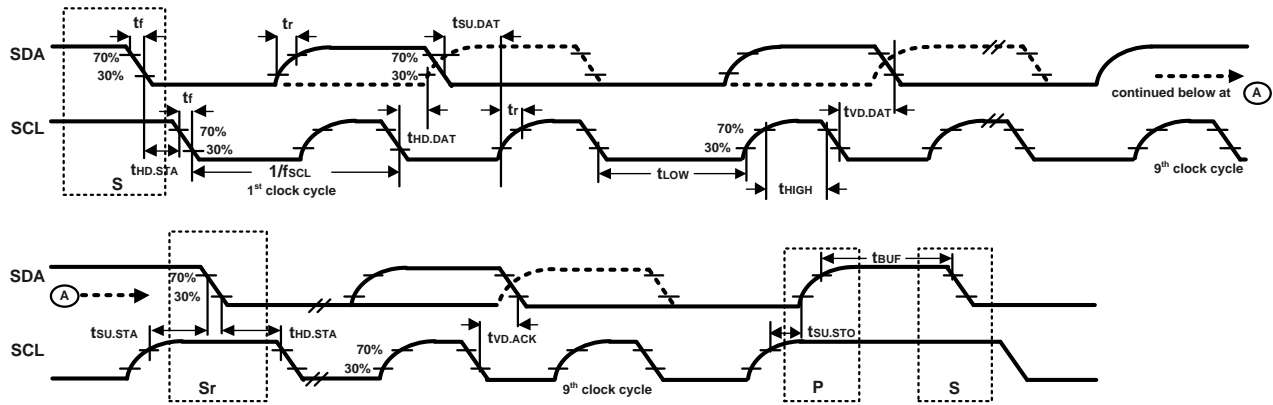 tf tr tSU.DAT
SDA 70% 30% 70% 30%
continued below at A
tf tHD.DAT tr tVD.DAT
SCL 70% 30% 70% 30%
tHD.STA 1/fSCL tLOW tHIGH
S 1st clock cycle 9th clock cycle
tBUF
SDA 70% 30%
A
tSU.STA tHD.STA tVD.ACK tSU.STO
SCL 70% 30%
Sr 9th clock cycle P S